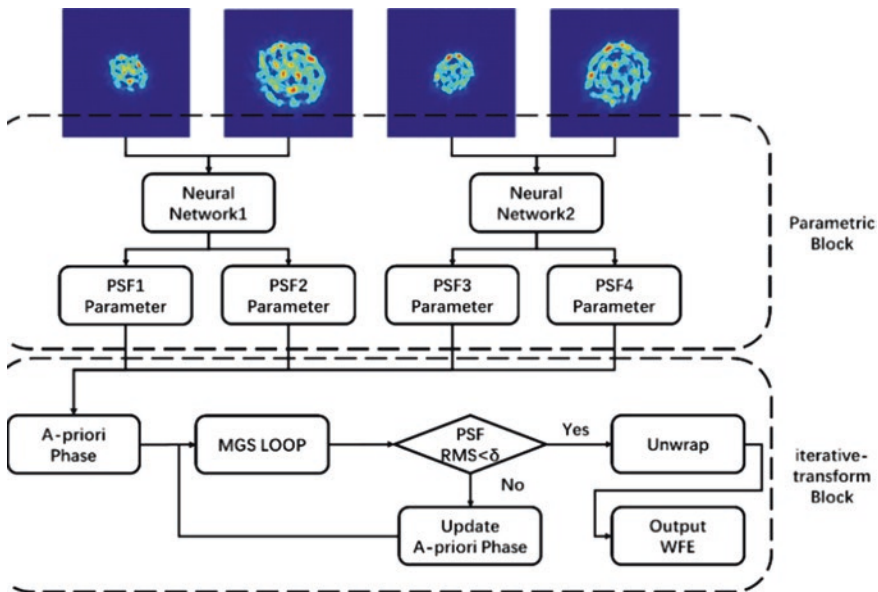 Neural
Network1
Neural
Network2
Parametric
Block
PSF1
Parameter
PSF2
Parameter
PSF3
Parameter
PSF4
Parameter
A-priori
Phase
MGS LOOP
PSF
RMS<δ
Yes
No
Unwrap
Update
A-priori Phase
Output
WFE
iterative-
transform
Block